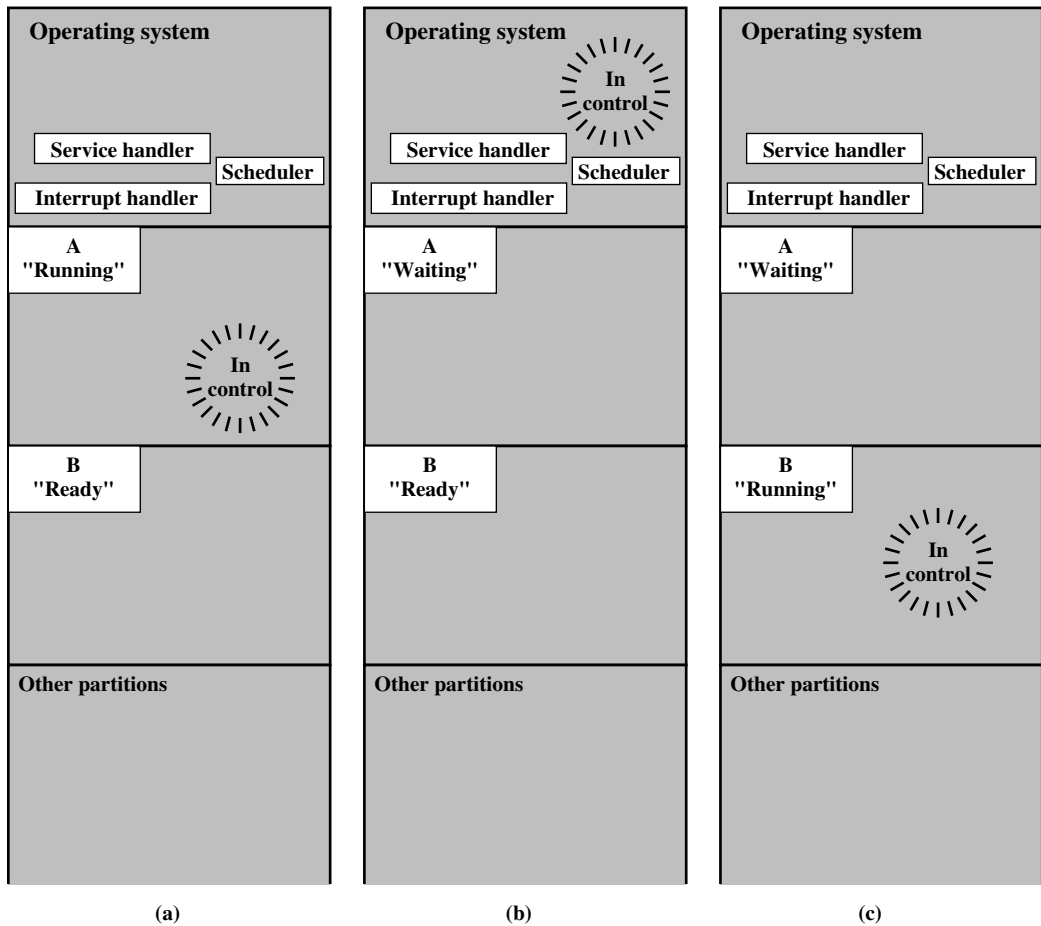 Operating system
In
control
Service handler
Scheduler
Interrupt handler
A
"Running"
In
control
B
"Ready"
Other partitions
(a)
Operating system
In
control
Service handler
Scheduler
Interrupt handler
A
"Waiting"
B
"Ready"
Other partitions
(b)
Operating system
Service handler
Scheduler
Interrupt handler
A
"Waiting"
B
"Running"
In
control
Other partitions
(c)